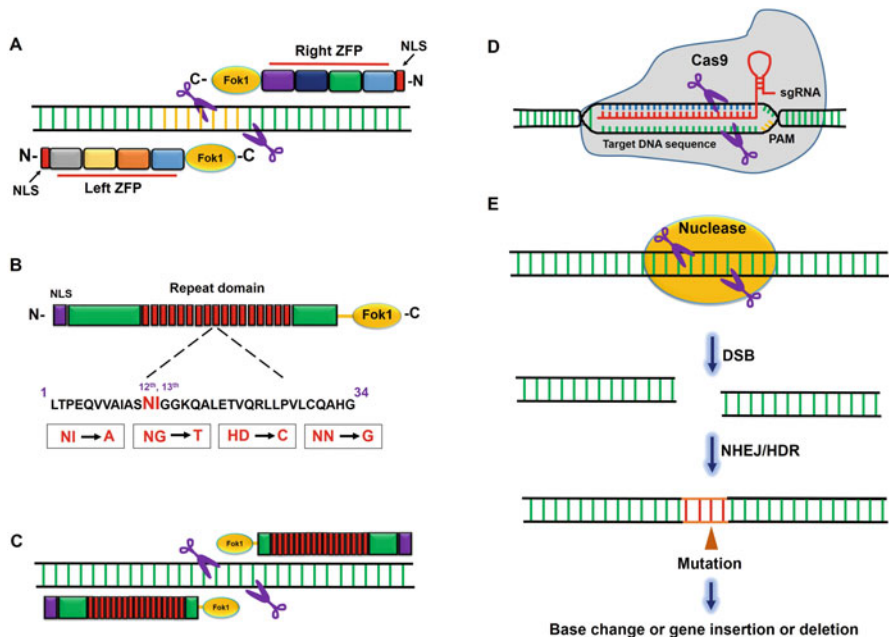 A
Right ZFP
NLS
C-
Fok1
-N
N-
Fok1
-C
NLS
Left ZFP
B
Repeat domain
NLS
N-
Fok1
-C
12th, 13th
1
34
LTPEQVVAIASNIGGKQALETVQRLLPVLCQAHG
NI → A
NG → T
HD → C
NN → G
C
Fok1
Fok1
D
Cas9
sgRNA
PAM
Target DNA sequence
E
Nuclease
DSB
NHEJ/HDR
Mutation
Base change or gene insertion or deletion